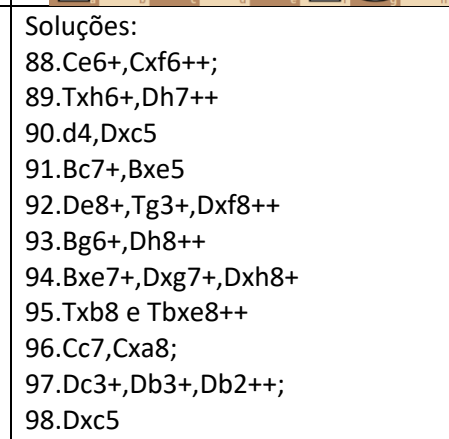 Soluções:
88.Ce6+,Cxf6++;
89.Txh6+,Dh7++
90.d4,Dxc5
91.Bc7+,Bxe5
92.De8+,Tg3+,Dxf8++
93.Bg6+,Dh8++
94.Bxe7+,Dxg7+,Dxh8+
95.Txb8 e Tbxe8++
96.Cc7,Cxa8;
97.Dc3+,Db3+,Db2++;
98.Dxc5